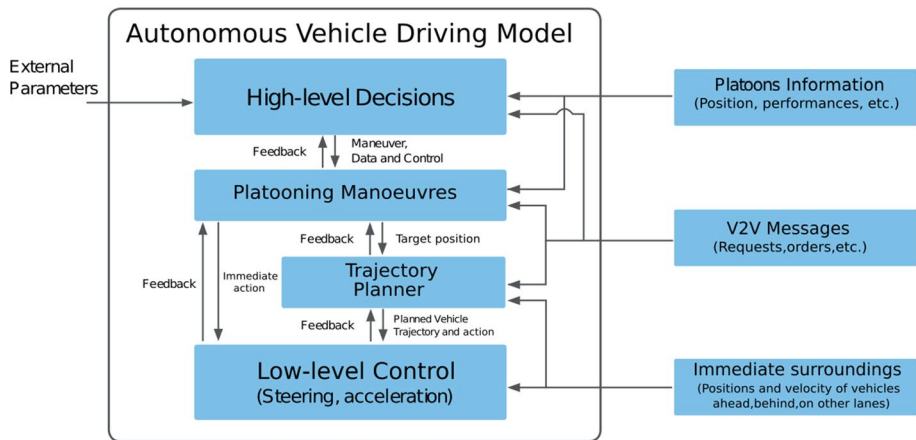 Autonomous Vehicle Driving Model
External
Parameters
High-level Decisions
Platoons Information
(Position, performances, etc.)
Feedback
Maneuver,
Data and Control
Platooning Manoeuvres
V2V Messages
(Requests,orders,etc.)
Feedback
Target position
Feedback
Immediate
action
Trajectory
Planner
Feedback
Planned Vehicle
Trajectory and action
Low-level Control
(Steering, acceleration)
Immediate surroundings
(Positions and velocity of vehicles
ahead,behind,on other lanes)